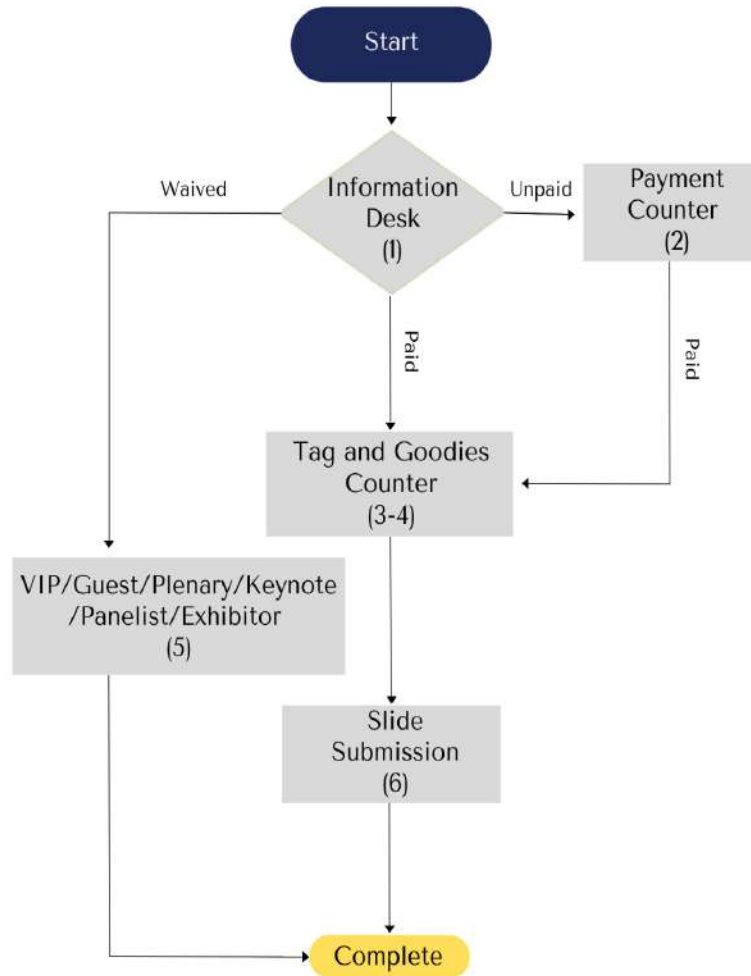 Start
Information
Desk
(1)
Waived
Unpaid
Payment
Counter
(2)
Paid
Paid
Tag and Goodies
Counter
(3-4)
VIP/Guest/Plenary/Keynote
/Panelist/Exhibitor
(5)
Slide
Submission
(6)
Complete